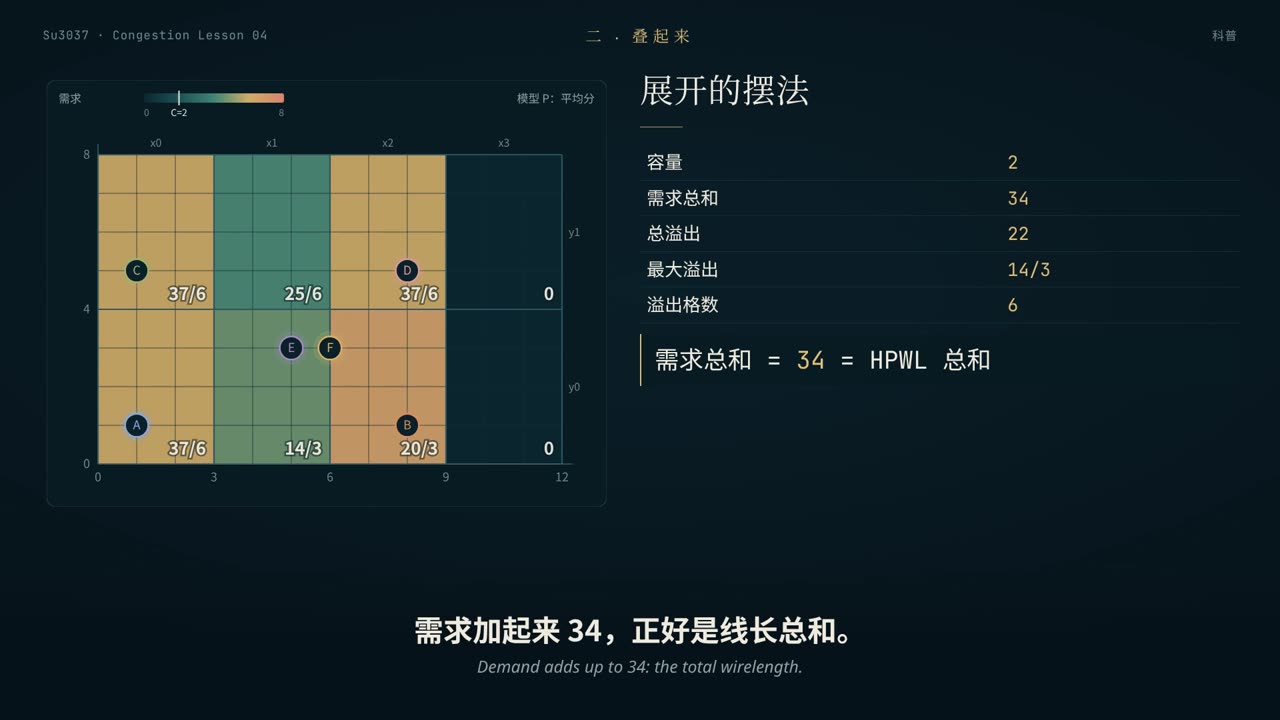 Su3037 · Congestion Lesson 04
二 · 叠起来
科普
需求
0
C=2
8
模型 P：平均分
x0
x1
x2
x3
8
4
0
y1
y0
C
D
E
F
A
B
37/6
25/6
37/6
0
37/6
14/3
20/3
0
0
3
6
9
12
展开的摆法
容量 2
需求总和 34
总溢出 22
最大溢出 14/3
溢出格数 6
需求总和 = 34 = HPWL 总和
需求加起来 34，正好是线长总和。
Demand adds up to 34: the total wirelength.